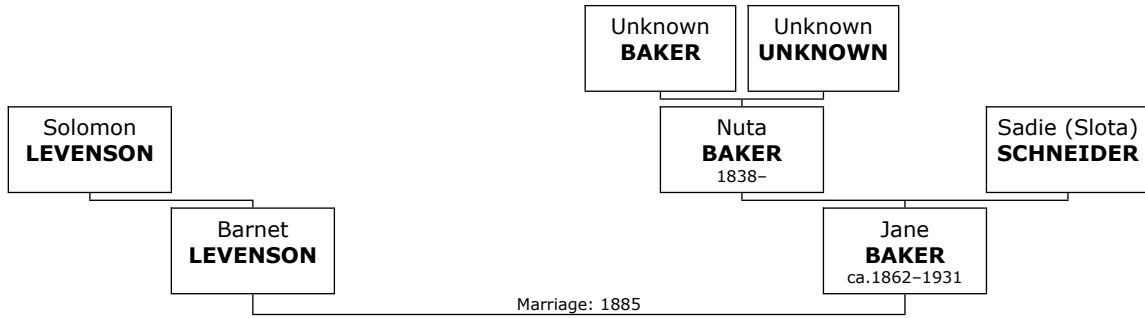 Unknown
BAKER
Unknown
UNKNOWN
Solomon
LEVENSON
Nuta
BAKER
1838–
Sadie (Slota)
SCHNEIDER
Barnet
LEVENSON
Jane
BAKER
ca.1862–1931
Marriage: 1885